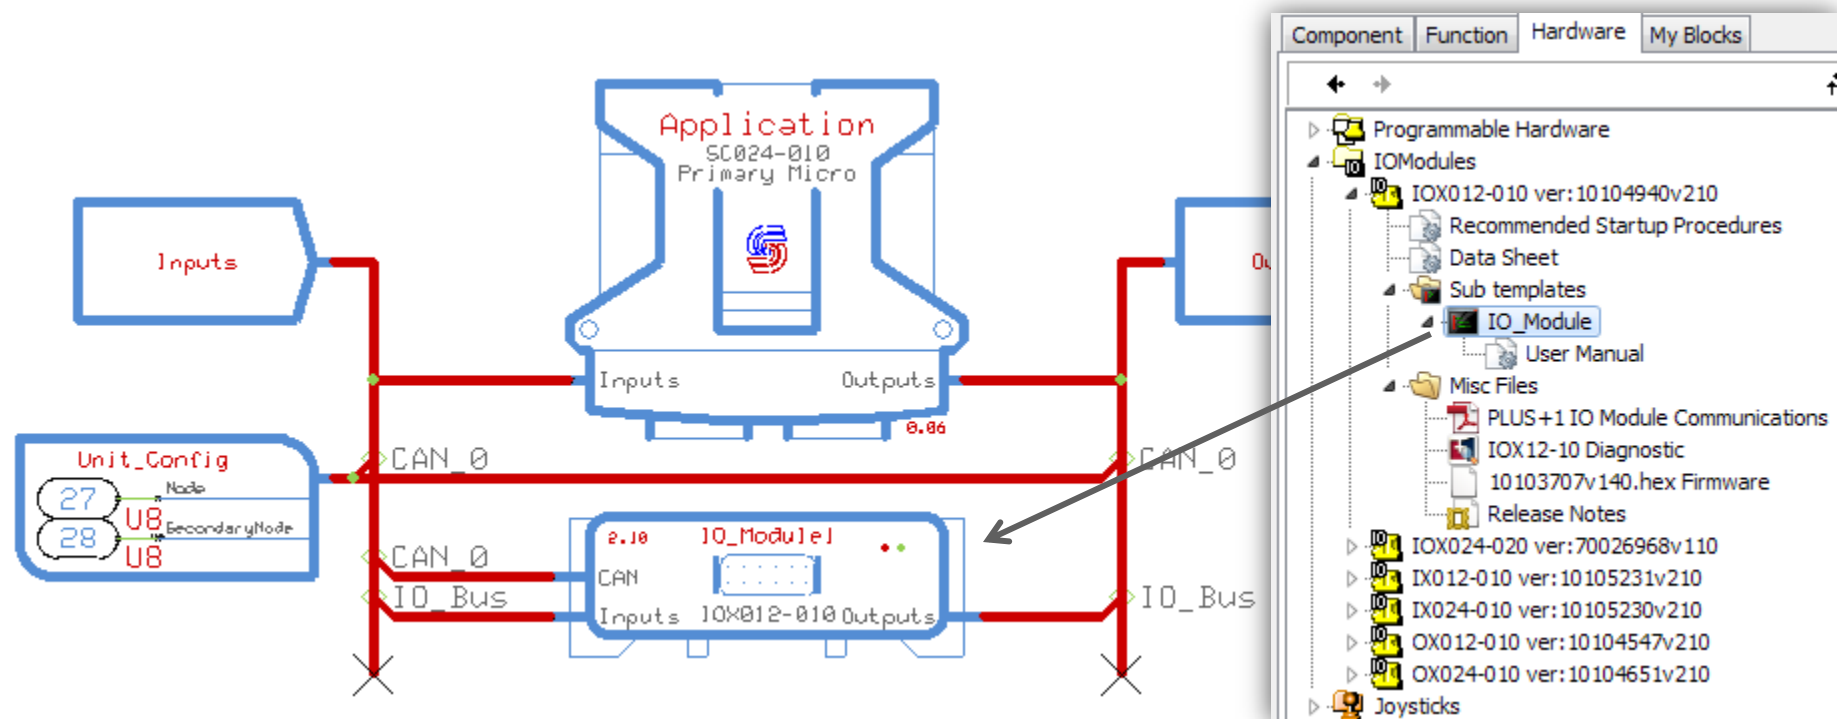 Application
SC024-010
Primary Micro
Inputs
Inputs
Outputs
0.06
CAN_0
CAN_0
Unit_Config
27
Node
U8
28
SecondaryNode
U8
CAN_0
IO_Bus
2.10
IO_Module1
CAN
Inputs
IOX012-010
Outputs
IO_Bus
Component
Function
Hardware
My Blocks
Programmable Hardware
IOModules
IOX012-010 ver:10104940v210
Recommended Startup Procedures
Data Sheet
Sub templates
IO_Module
User Manual
Misc Files
PLUS+1 IO Module Communications
IOX12-10 Diagnostic
10103707v140.hex Firmware
Release Notes
IOX024-020 ver:70026968v110
IX012-010 ver:10105231v210
IX024-010 ver:10105230v210
OX012-010 ver:10104547v210
OX024-010 ver:10104651v210
Joysticks